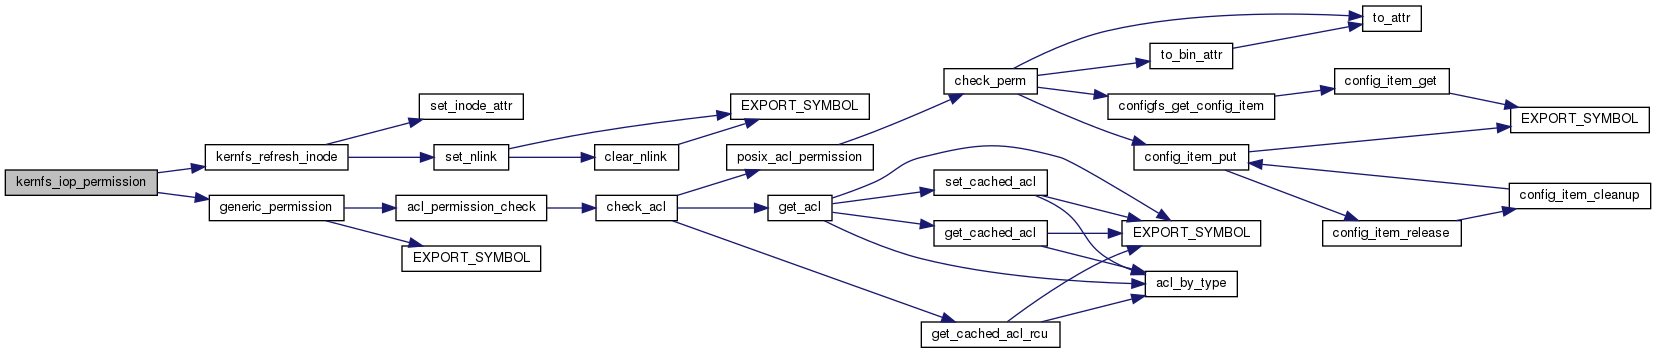 kernfs_iop_permission
kernfs_refresh_inode
generic_permission
set_inode_attr
set_nlink
acl_permission_check
EXPORT_SYMBOL
clear_nlink
check_acl
EXPORT_SYMBOL
posix_acl_permission
get_acl
check_perm
set_cached_acl
get_cached_acl
get_cached_acl_rcu
to_bin_attr
configfs_get_config_item
config_item_put
EXPORT_SYMBOL
acl_by_type
to_attr
config_item_get
config_item_release
EXPORT_SYMBOL
config_item_cleanup